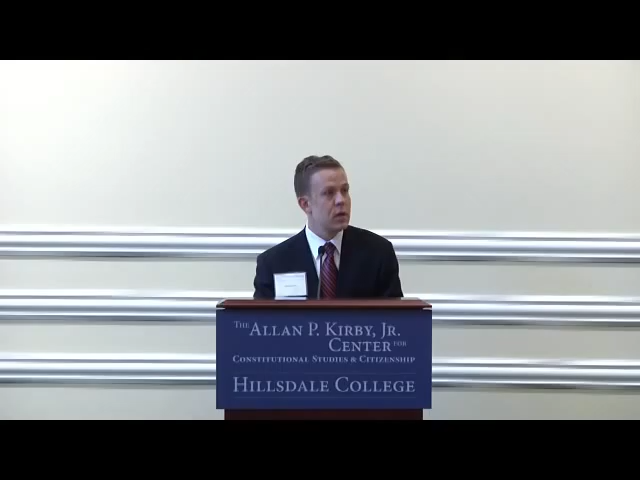 THE ALLAN P. KIRBY, JR.
CENTER FOR
CONSTITUTIONAL STUDIES & CITIZENSHIP
HILLSDALE COLLEGE